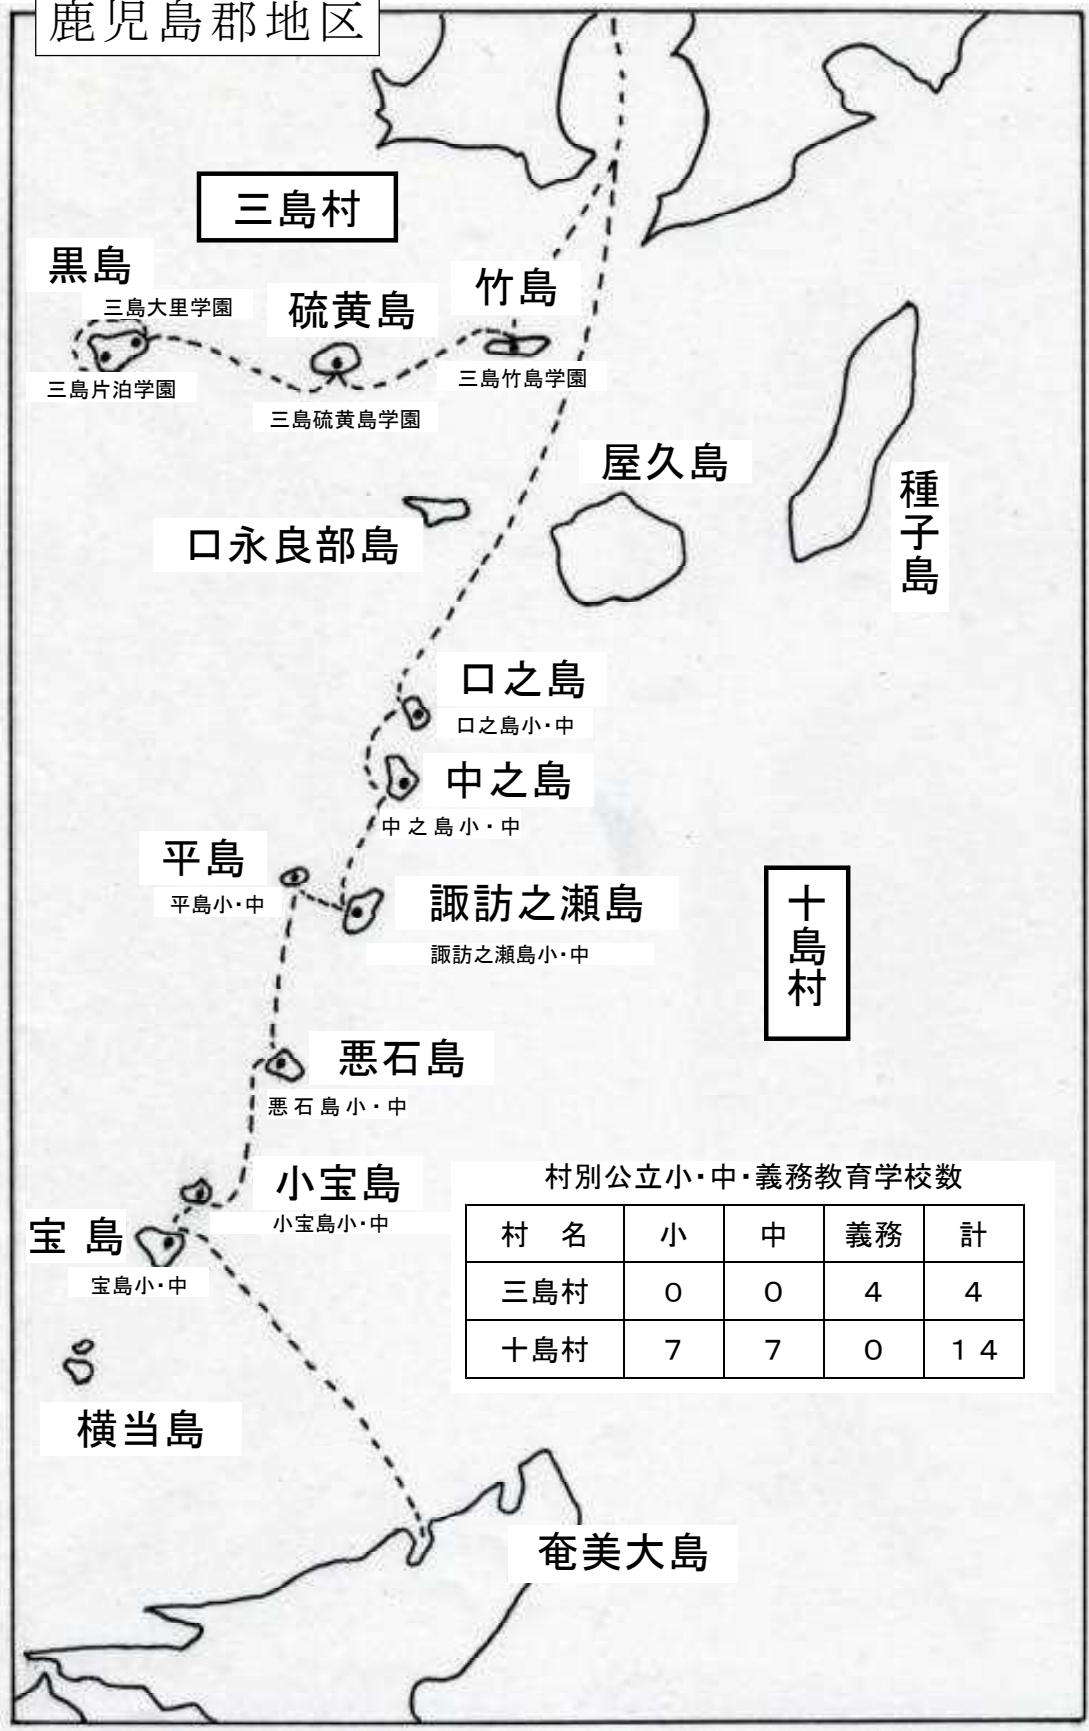 鹿児島郡地区
三島村
黒島
三島大里学園
硫黄島
竹島
三島片泊学園
三島硫黄島学園
三島竹島学園
屋久島
種子島
口永良部島
口之島
口之島小・中
中之島
中之島小・中
平島
平島小・中
諏訪之瀬島
諏訪之瀬島小・中
十島村
悪石島
悪石島小・中
小宝島
小宝島小・中
宝島
宝島小・中
村別公立小・中・義務教育学校数
村　名 小 中 義務 計
三島村 ０ ０ ４ ４
十島村 ７ ７ ０ １４
横当島
奄美大島